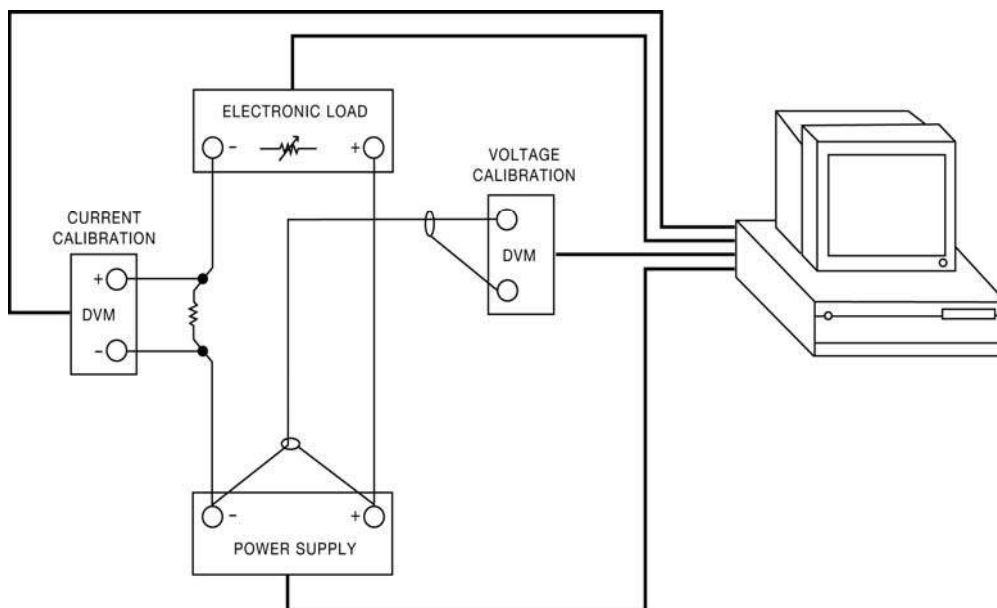 ELECTRONIC LOAD
- +
VOLTAGE
CALIBRATION
CURRENT
CALIBRATION
+
DVM
-
DVM
- +
POWER SUPPLY